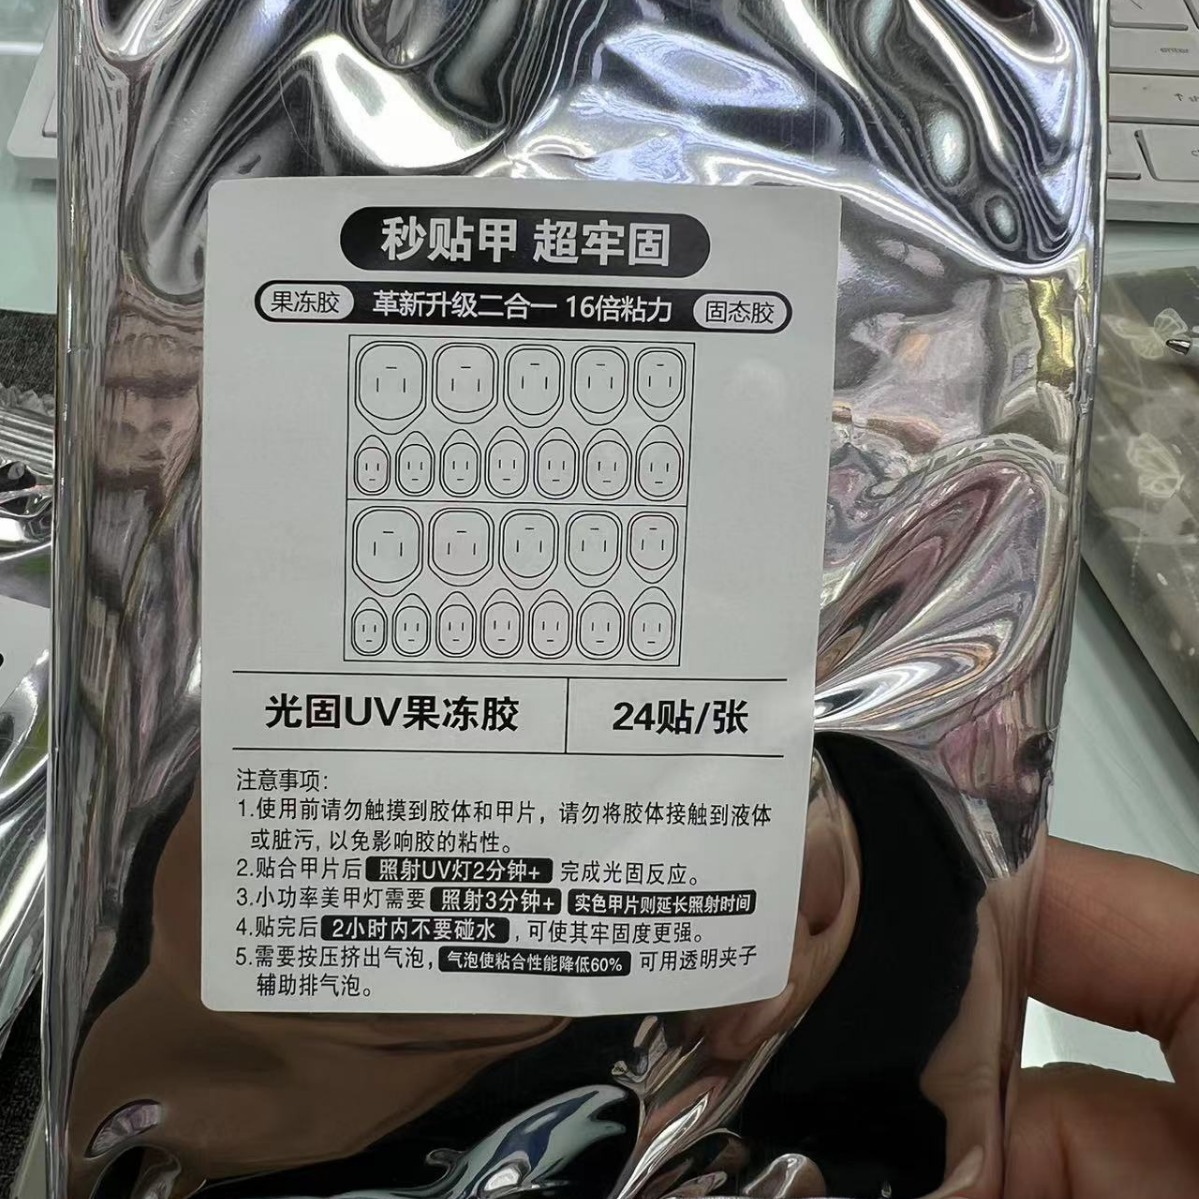 秒贴甲 超牢固
果冻胶 革新升级二合一 16倍粘力 固态胶
光固UV果冻胶 24贴/张
注意事项:
1.使用前请勿触摸到胶体和甲片，请勿将胶体接触到液体
或脏污, 以免影响胶的粘性。
2.贴合甲片后 照射UV灯2分钟+ 完成光固反应。
3.小功率美甲灯需要 照射3分钟+ 实色甲片则延长照射时间
4.贴完后 2小时内不要碰水 , 可使其牢固度更强。
5.需要按压挤出气泡, 气泡使粘合性能降低60% 可用透明夹子
辅助排气泡。